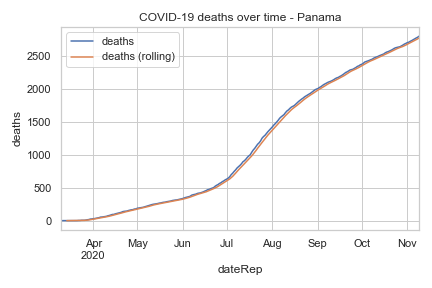 COVID-19 deaths over time - Panama
deaths
deaths (rolling)
deaths
2500
2000
1500
1000
500
0
Apr
2020
May
Jun
Jul
Aug
Sep
Oct
Nov
dateRep